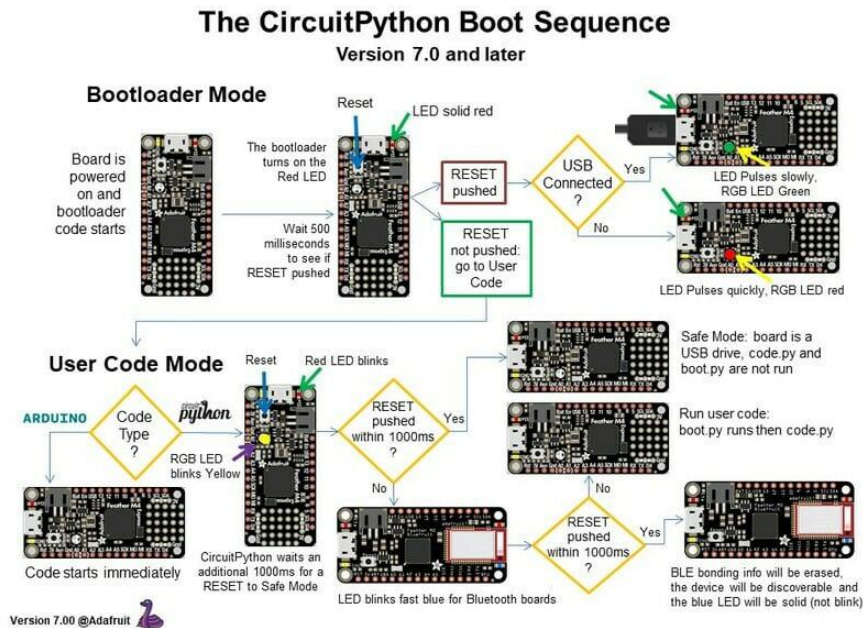 The CircuitPython Boot Sequence
Version 7.0 and later
Bootloader Mode
Board is
powered
on and
bootloader
code starts
The bootloader
turns on the
Red LED
Wait 500
milliseconds
to see if
RESET pushed
Reset
LED solid red
RESET
pushed
RESET
not pushed:
go to User
Code
USB
Connected
?
Yes
No
LED Pulses slowly,
RGB LED Green
LED Pulses quickly, RGB LED red
User Code Mode
ARDUINO
Code
Type
?
circuit
python
RGB LED
blinks Yellow
Reset
Red LED blinks
Code starts immediately
CircuitPython waits an
additional 1000ms for a
RESET to Safe Mode
RESET
pushed
within 1000ms
?
Yes
No
Safe Mode: board is a
USB drive, code.py and
boot.py are not run
Run user code:
boot.py runs then code.py
LED blinks fast blue for Bluetooth boards
RESET
pushed
within 1000ms
?
No
Yes
BLE bonding info will be erased,
the device will be discoverable and
the blue LED will be solid (not blink)
Version 7.00 @Adafruit
Adafruit
Feather M4